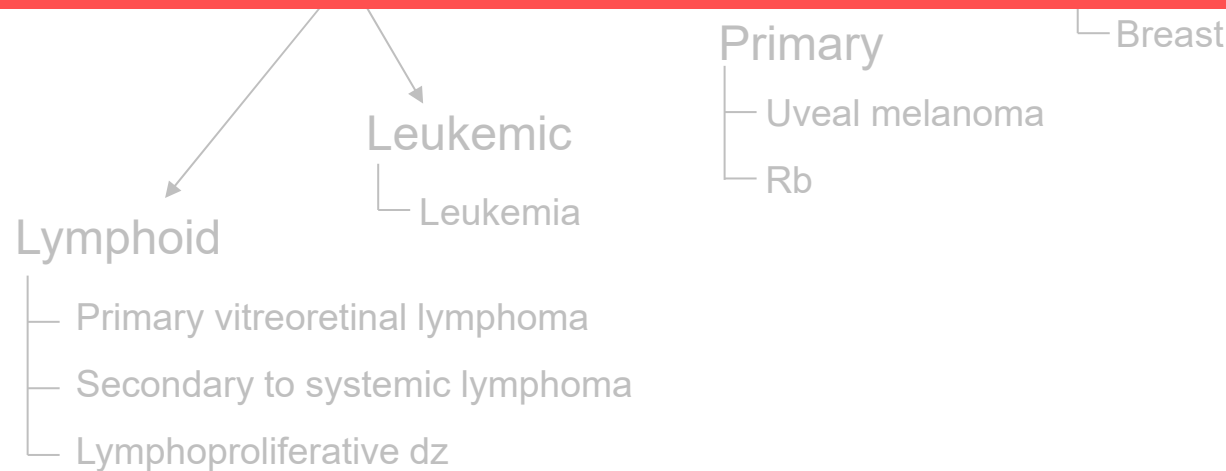 Breast
Primary
Uveal melanoma
Rb
Leukemic
Leukemia
Lymphoid
Primary vitreoretinal lymphoma
Secondary to systemic lymphoma
Lymphoproliferative dz